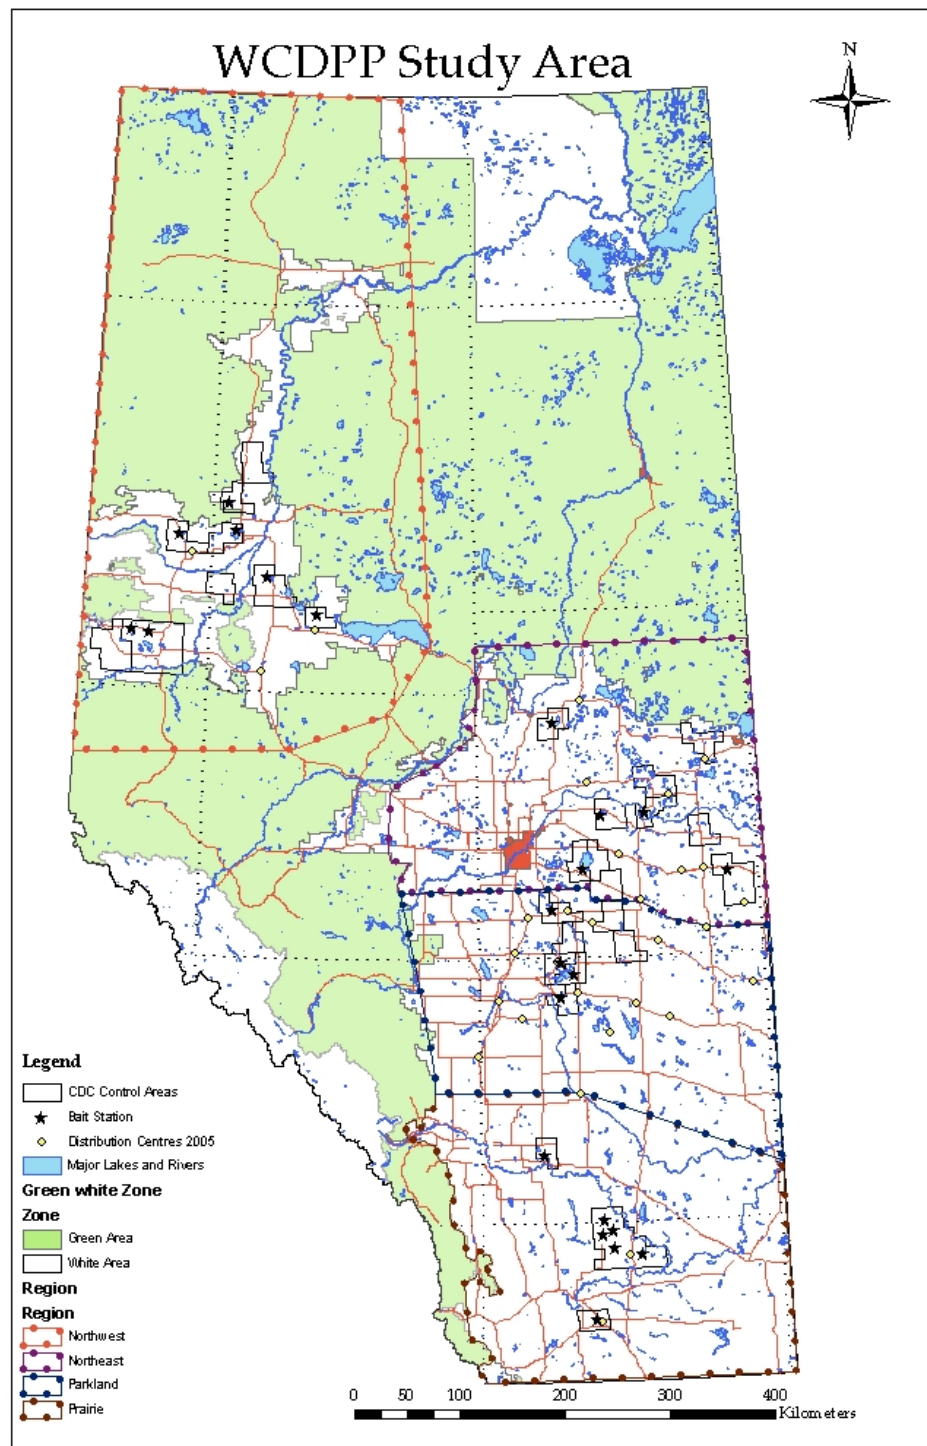 WCDPP Study Area
N
Legend
CDC Control Areas
Bait Station
Distribution Centres 2005
Major Lakes and Rivers
Green white Zone
Zone
Green Area
White Area
Region
Region
Northwest
Northeast
Parkland
Prairie
0 50 100 200 300 400
Kilometers